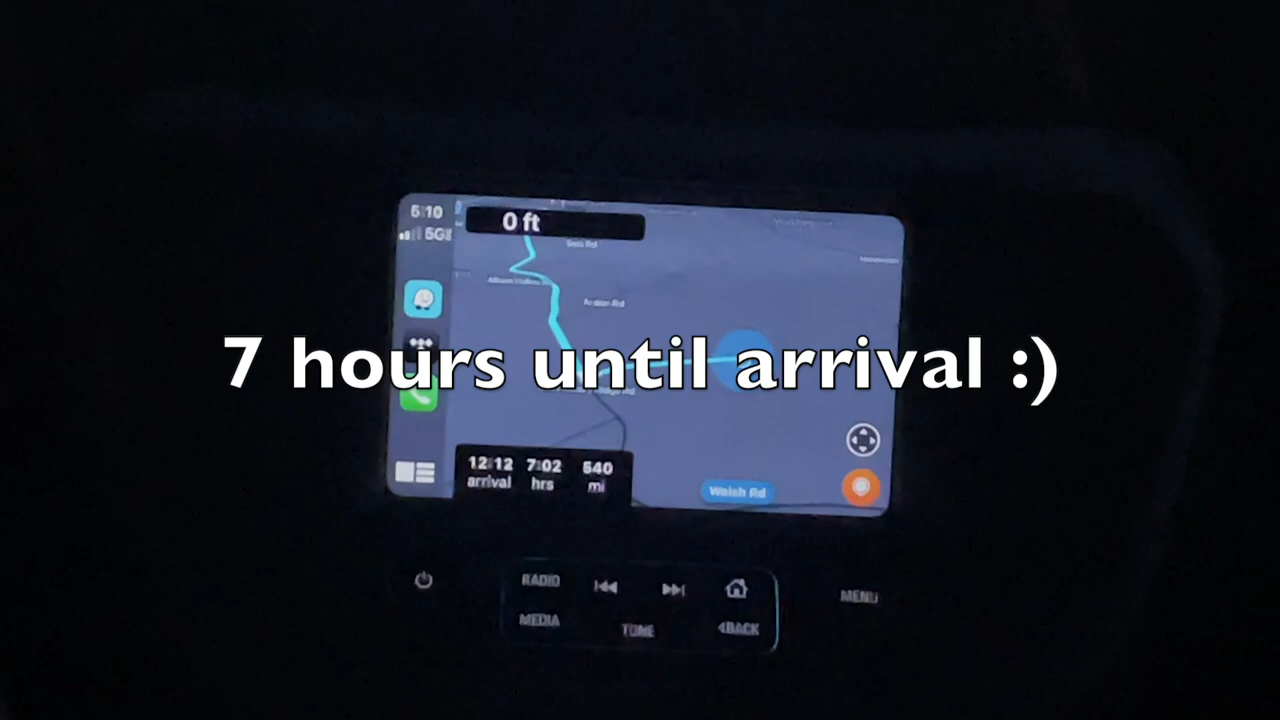 5:10
5G
0 ft
7 hours until arrival :)
12:12 7:02 540
arrival hrs mi
Welsh Rd
RADIO
MENU
MEDIA
TUNE
BACK